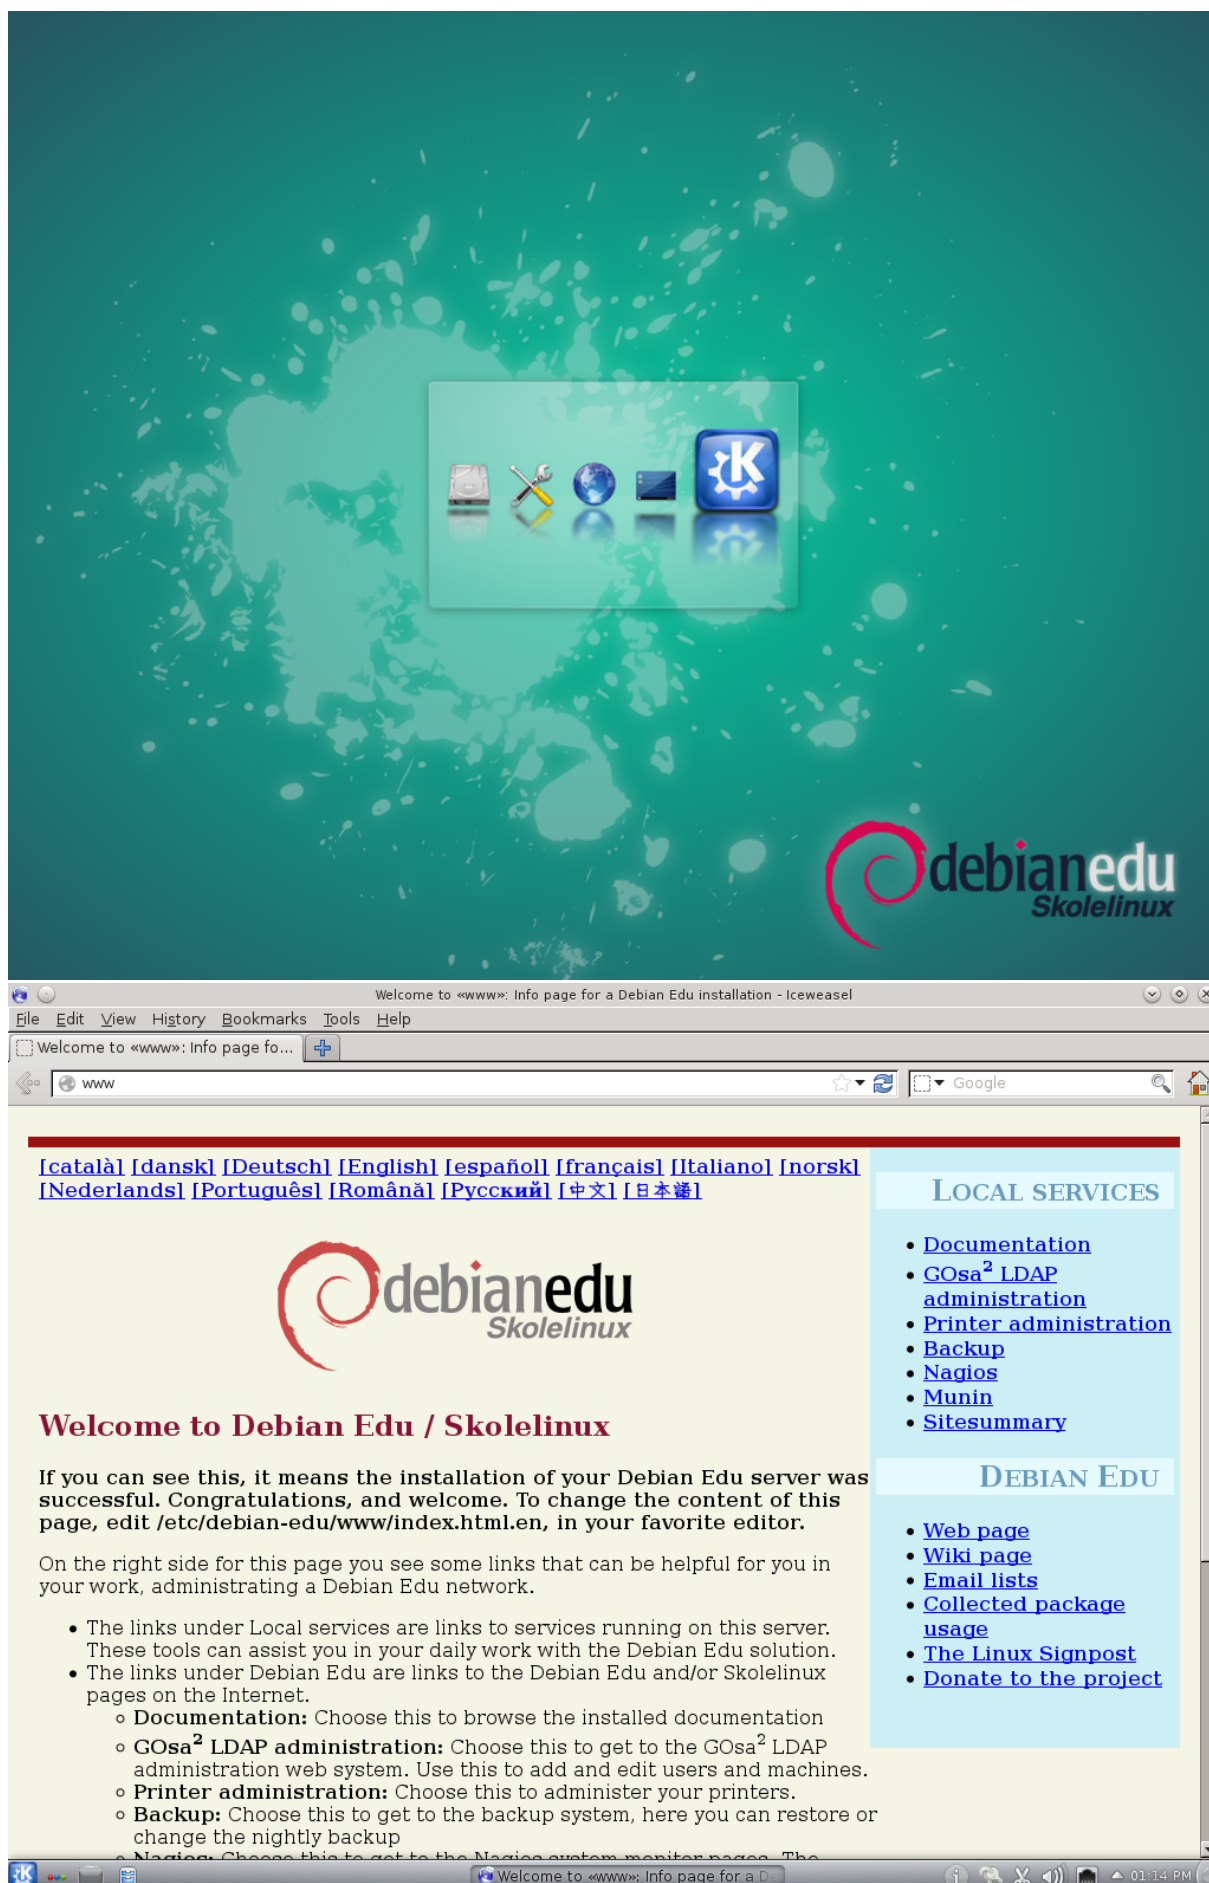 debianedu
Skolelinux
Welcome to «www»: Info page for a Debian Edu installation - Iceweasel
File Edit View History Bookmarks Tools Help
Welcome to «www»: Info page fo...
www
Google
[català] [dansk] [Deutsch] [English] [español] [français] [Italiano] [norsk]
[Nederlands] [Português] [Română] [Русский] [中文] [日本語]
debianedu
Skolelinux
Welcome to Debian Edu / Skolelinux
If you can see this, it means the installation of your Debian Edu server was
successful. Congratulations, and welcome. To change the content of this
page, edit /etc/debian-edu/www/index.html.en, in your favorite editor.
On the right side for this page you see some links that can be helpful for you in
your work, administrating a Debian Edu network.
• The links under Local services are links to services running on this server.
These tools can assist you in your daily work with the Debian Edu solution.
• The links under Debian Edu are links to the Debian Edu and/or Skolelinux
pages on the Internet.
◦ Documentation: Choose this to browse the installed documentation
◦ GOsa² LDAP administration: Choose this to get to the GOsa² LDAP
administration web system. Use this to add and edit users and machines.
◦ Printer administration: Choose this to administer your printers.
◦ Backup: Choose this to get to the backup system, here you can restore or
change the nightly backup
◦ Nagios: Choose this to get to the Nagios system monitor pages. The
LOCAL SERVICES
• Documentation
• GOsa² LDAP
administration
• Printer administration
• Backup
• Nagios
• Munin
• Sitesummary
DEBIAN EDU
• Web page
• Wiki page
• Email lists
• Collected package
usage
• The Linux Signpost
• Donate to the project
Welcome to «www»: Info page for a D
01:14 PM